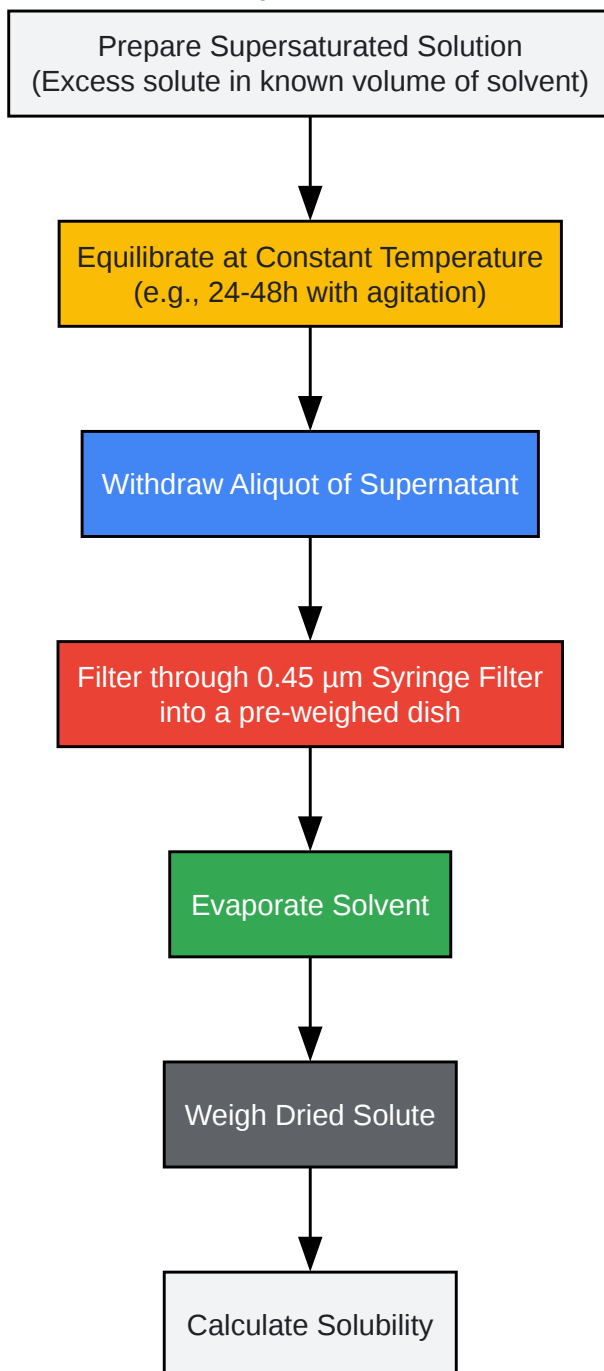 Prepare Supersaturated Solution
(Excess solute in known volume of solvent)
Equilibrate at Constant Temperature
(e.g., 24-48h with agitation)
Withdraw Aliquot of Supernatant
Filter through 0.45 µm Syringe Filter
into a pre-weighed dish
Evaporate Solvent
Weigh Dried Solute
Calculate Solubility